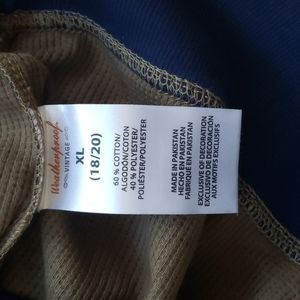 Weatherproof
VINTAGE
XL
(18/20)
60 % COTTON/
ALGODÓN/COTON
40 % POLYESTER/
POLIÉSTER/POLYESTER
MADE IN PAKISTAN
HECHO EN PAKISTÁN
FABRIQUÉ EN PAKISTAN
EXCLUSIVE OF DECORATION
EXCLUSIVO DE DECORACIÓN
AUX MOTIFS EXCLUSIFS